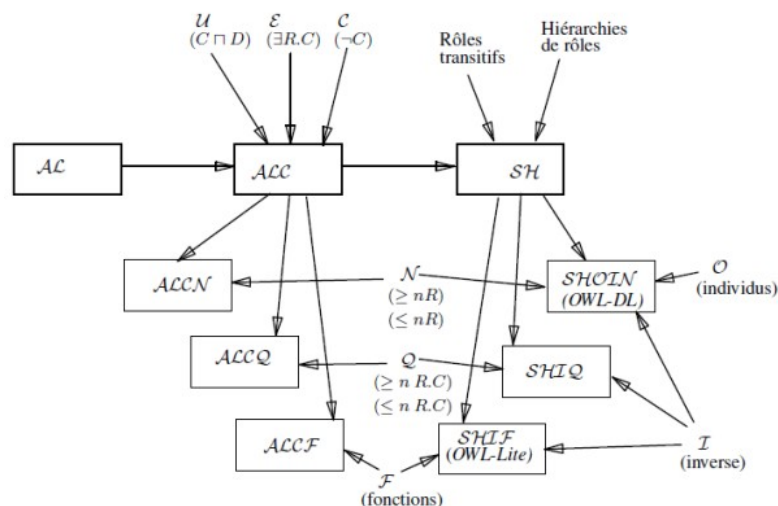 𝒰 ℰ 𝒞
(C ⊓ D) (∃R.C) (¬C)
Rôles
transitifs
Hiérarchies
de rôles
𝒜ℒ
𝒜ℒ𝒞
𝒮ℋ
𝒜ℒ𝒞𝒩
𝒩
(≥ nR)
(≤ nR)
𝒮ℋ𝒪ℐ𝒩
(OWL-DL)
𝒪
(individus)
𝒜ℒ𝒞𝒬
𝒬
(≥ n R.C)
(≤ n R.C)
𝒮ℋℐ𝒬
𝒜ℒ𝒞ℱ
ℱ
(fonctions)
𝒮ℋℐℱ
(OWL-Lite)
ℐ
(inverse)